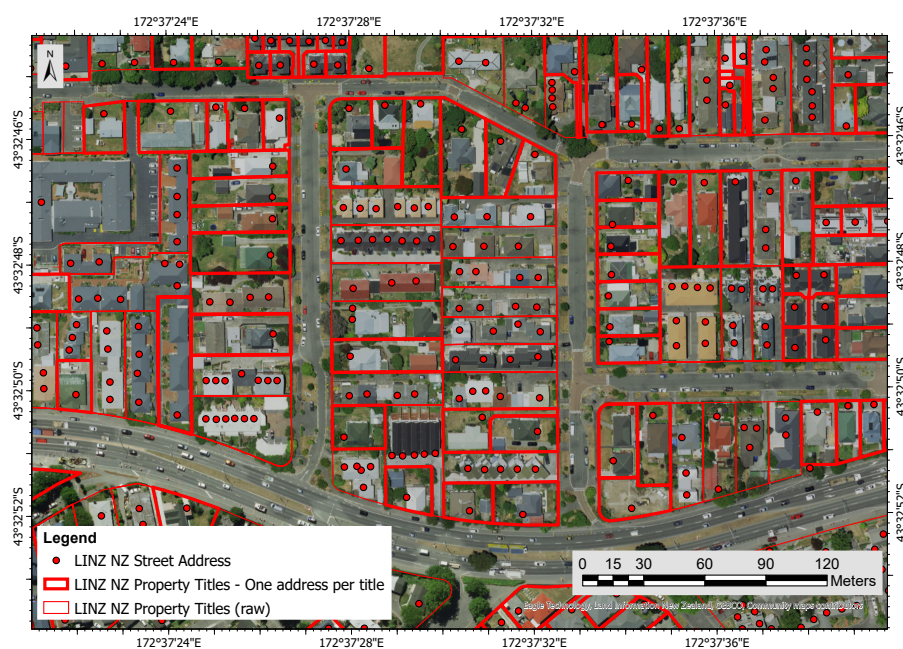 172°37'24"E 172°37'28"E 172°37'32"E 172°37'36"E
N
43°32'46"S 43°32'46"S
43°32'48"S 43°32'48"S
43°32'50"S 43°32'50"S
43°32'52"S 43°32'52"S
Legend
LINZ NZ Street Address
LINZ NZ Property Titles - One address per title
LINZ NZ Property Titles (raw)
0 15 30 60 90 120
Meters
Eagle Technology, Land Information New Zealand, GEBCO, Community maps contributors
172°37'24"E 172°37'28"E 172°37'32"E 172°37'36"E